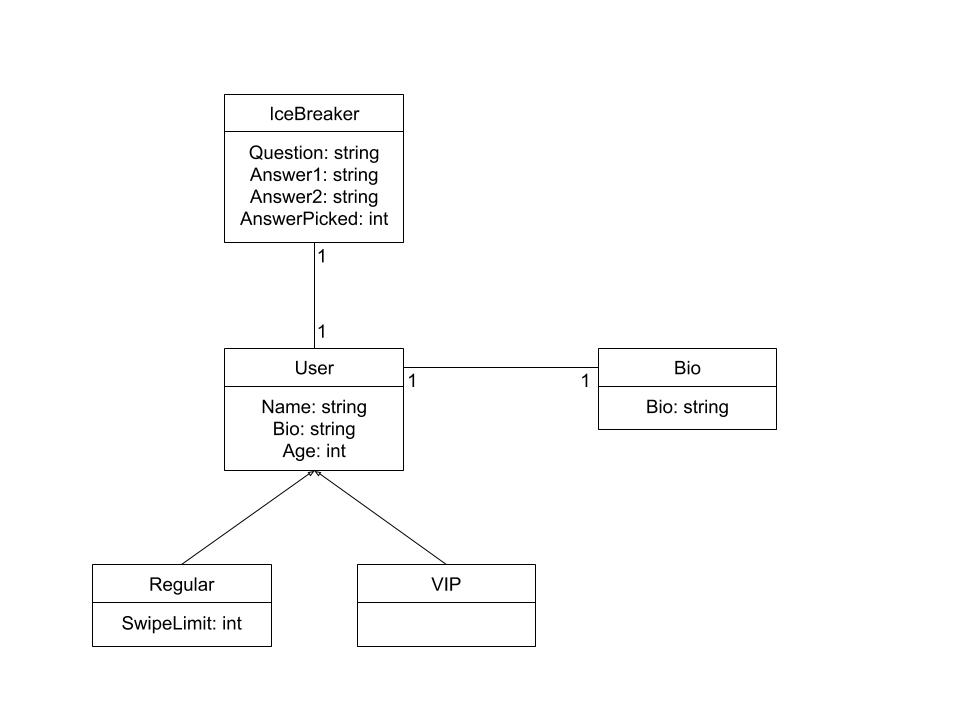 IceBreaker
Question: string
Answer1: string
Answer2: string
AnswerPicked: int
1
1
User
Name: string
Bio: string
Age: int
1
1
Bio
Bio: string
Regular
SwipeLimit: int
VIP